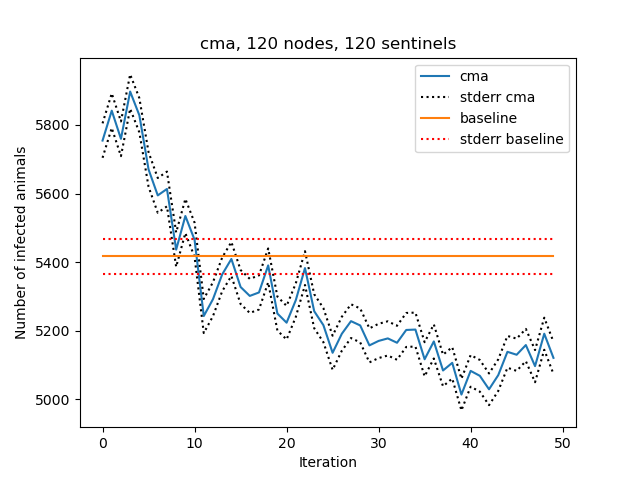 cma, 120 nodes, 120 sentinels
cma
stderr cma
baseline
stderr baseline
Number of infected animals
5800
5600
5400
5200
5000
0 10 20 30 40 50
Iteration